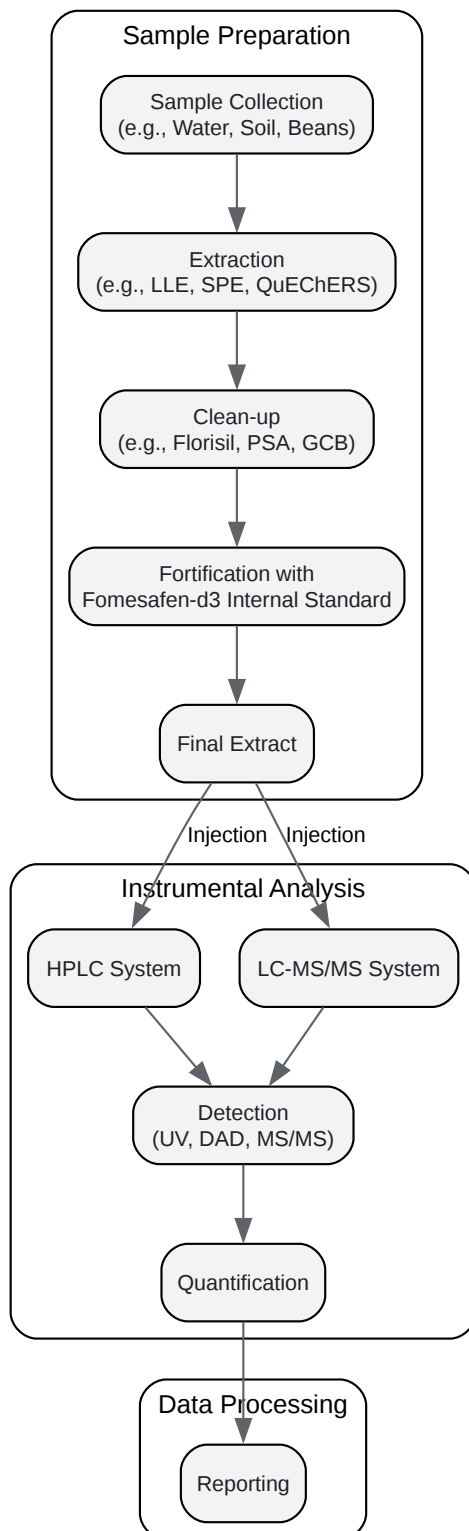 Sample Preparation
Sample Collection
(e.g., Water, Soil, Beans)
Extraction
(e.g., LLE, SPE, QuEChERS)
Clean-up
(e.g., Florisil, PSA, GCB)
Fortification with
Fomesafen-d3 Internal Standard
Final Extract
Injection
Injection
Instrumental Analysis
HPLC System
LC-MS/MS System
Detection
(UV, DAD, MS/MS)
Quantification
Data Processing
Reporting